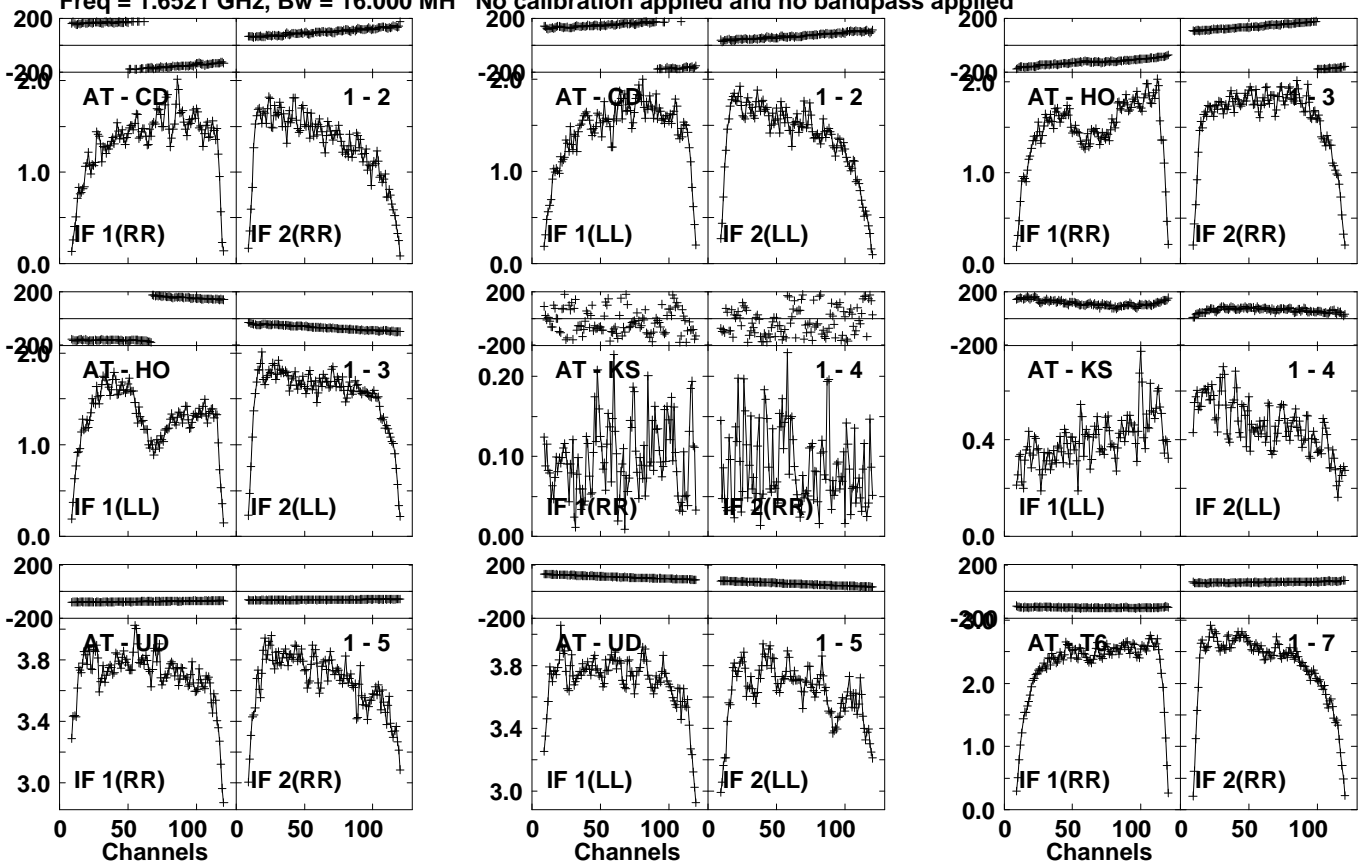 Freq = 1.6521 GHz, Bw = 16.000 MH No calibration applied and no bandpass applied
200
-200
2.0
1.0
0.0
AT - CD
1 - 2
IF 1(RR)
IF 2(RR)
200
-200
2.0
1.0
0.0
AT - CD
1 - 2
IF 1(LL)
IF 2(LL)
200
-200
2.0
1.0
0.0
AT - HO
1 - 3
IF 1(RR)
IF 2(RR)
200
-200
2.0
1.0
0.0
AT - HO
1 - 3
IF 1(LL)
IF 2(LL)
200
-200
0.20
0.10
0.00
AT - KS
1 - 4
IF 1(RR)
IF 2(RR)
200
-200
0.4
0.0
AT - KS
1 - 4
IF 1(LL)
IF 2(LL)
200
-200
3.8
3.4
3.0
AT - UD
1 - 5
IF 1(RR)
IF 2(RR)
0 50 100 0 50 100
Channels
200
-200
3.8
3.4
3.0
AT - UD
1 - 5
IF 1(LL)
IF 2(LL)
0 50 100 0 50 100
Channels
200
-200
3.0
2.0
1.0
0.0
AT - T6
1 - 7
IF 1(RR)
IF 2(RR)
0 50 100 0 50 100
Channels